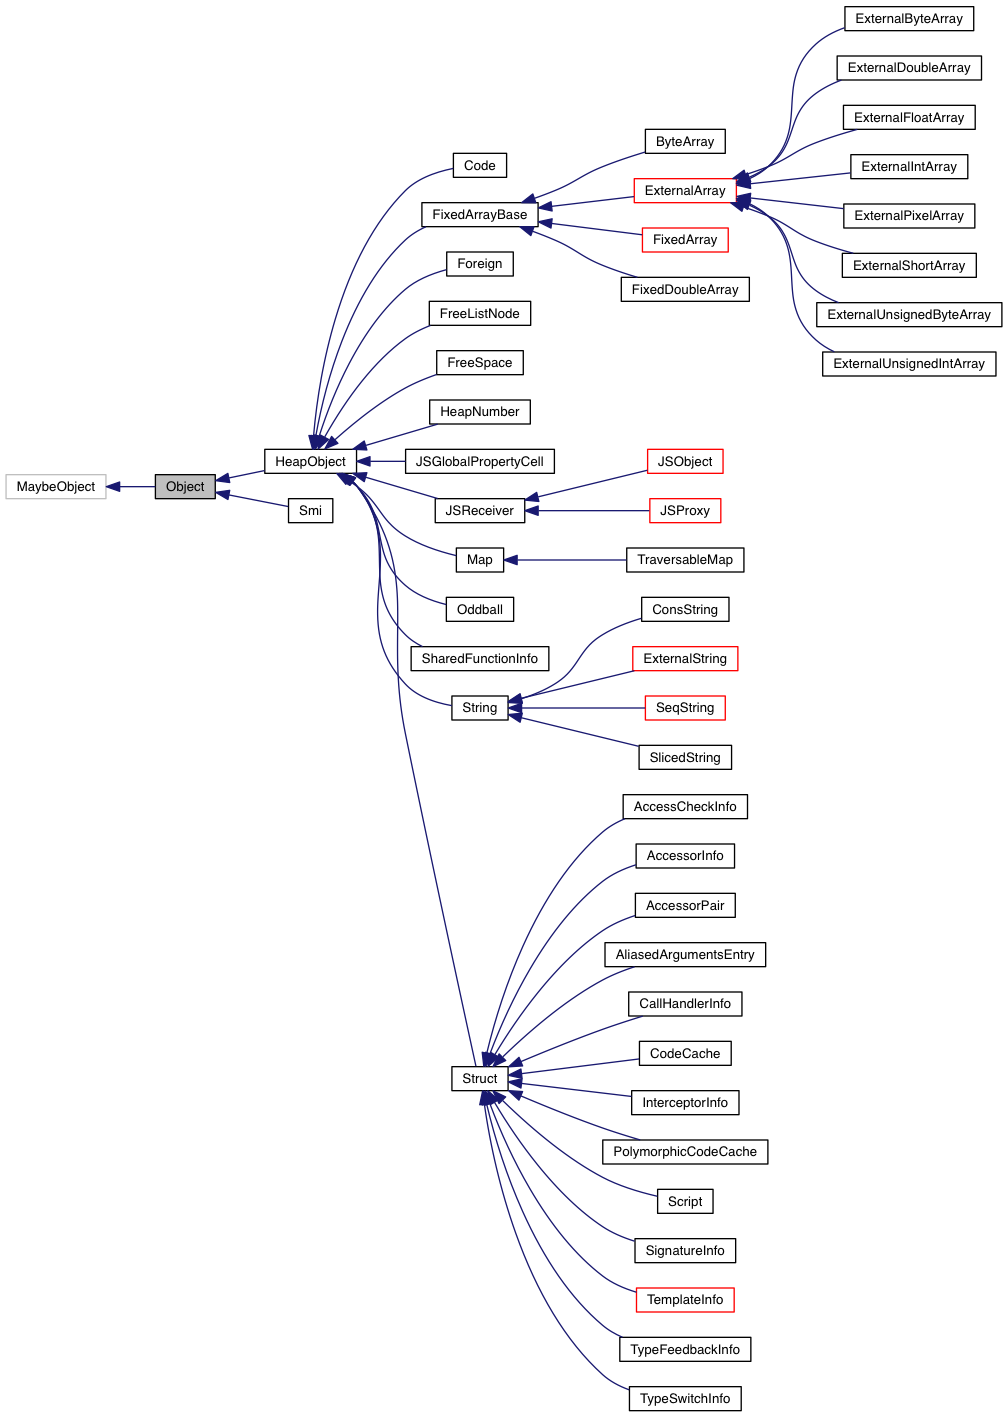 MaybeObject
Object
HeapObject
Smi
Code
FixedArrayBase
Foreign
FreeListNode
FreeSpace
HeapNumber
JSGlobalPropertyCell
JSReceiver
Map
Oddball
SharedFunctionInfo
String
Struct
ByteArray
ExternalArray
FixedArray
FixedDoubleArray
JSObject
JSProxy
TraversableMap
ConsString
ExternalString
SeqString
SlicedString
AccessCheckInfo
AccessorInfo
AccessorPair
AliasedArgumentsEntry
CallHandlerInfo
CodeCache
InterceptorInfo
PolymorphicCodeCache
Script
SignatureInfo
TemplateInfo
TypeFeedbackInfo
TypeSwitchInfo
ExternalByteArray
ExternalDoubleArray
ExternalFloatArray
ExternalIntArray
ExternalPixelArray
ExternalShortArray
ExternalUnsignedByteArray
ExternalUnsignedIntArray